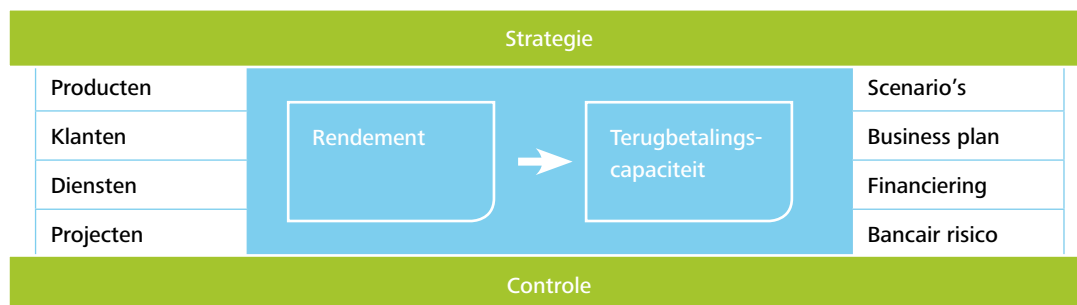 Strategie
Producten
Klanten
Diensten
Projecten
Rendement
Terugbetalings-
capaciteit
Scenario's
Business plan
Financiering
Bancair risico
Controle